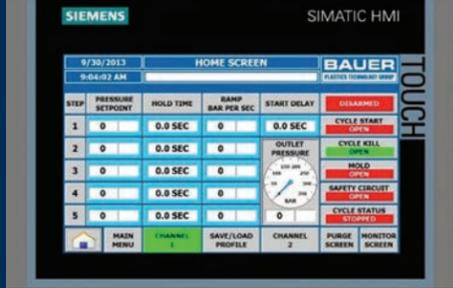 SIEMENS
SIMATIC HMI
TOUCH
9/30/2013 HOME SCREEN BAUER
9:04:02 AM PLASTICS TECHNOLOGY GROUP
STEP PRESSURE SETPOINT HOLD TIME RAMP BAR PER SEC START DELAY DISARMED
1 0 0.0 SEC 0 0.0 SEC CYCLE START OPEN
2 0 0.0 SEC 0 OUTLET PRESSURE CYCLE KILL OPEN
3 0 0.0 SEC 0 MOLD OPEN
4 0 0.0 SEC 0 BAR SAFETY CIRCUIT OPEN
5 0 0.0 SEC 0 0 CYCLE STATUS STOPPED
MAIN MENU CHANNEL 1 SAVE/LOAD PROFILE CHANNEL 2 PURGE SCREEN MONITOR SCREEN